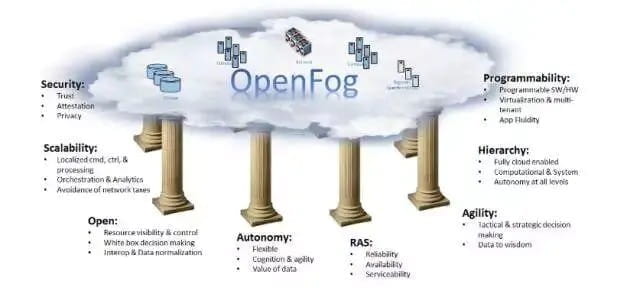 OpenFog
Security:
• Trust
• Attestation
• Privacy
Scalability:
• Localized cmd, ctrl, &
processing
• Orchestration & Analytics
• Avoidance of network taxes
Open:
• Resource visibility & control
• White box decision making
• Interop & Data normalization
Autonomy:
• Flexible
• Cognition & agility
• Value of data
RAS:
• Reliability
• Availability
• Serviceability
Agility:
• Tactical & strategic decision
making
• Data to wisdom
Hierarchy:
• Fully cloud enabled
• Computational & System
• Autonomy at all levels
Programmability:
• Programmable SW/HW
• Virtualization & multi-
tenant
• App Fluidity